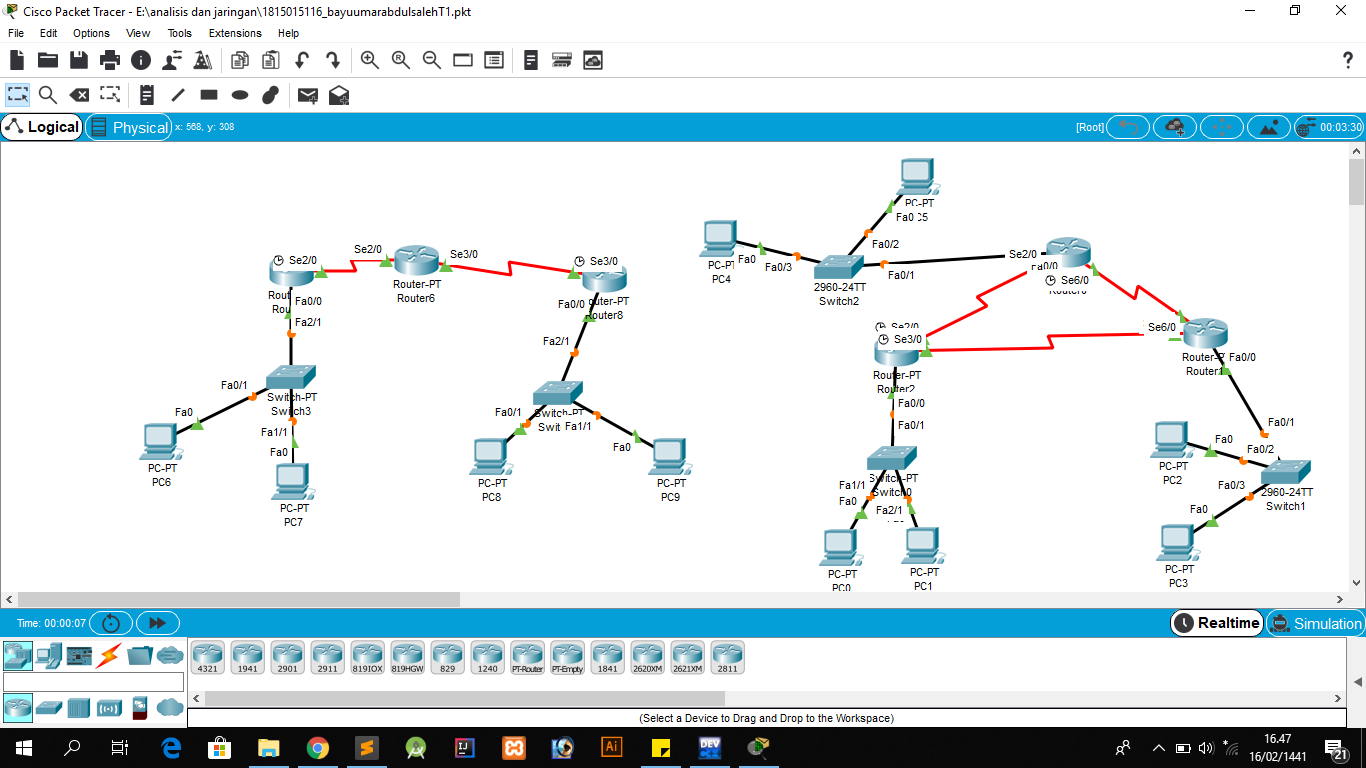 Cisco Packet Tracer - E:\analisis dan jaringan\1815015116_bayuumarabdulsalehT1.pkt
File Edit Options View Tools Extensions Help
?
Logical Physical x: 568, y: 308 [Root] 00:03:30
Se2/0
Fa0/0
Fa2/1
Switch-PT
Switch3
Fa0/1
Fa0
PC-PT
PC6
Fa1/1
Fa0
PC-PT
PC7
Se2/0
Se3/0
Router-PT
Router6
Se3/0
Fa0/0
outer-PT
Router8
Fa2/1
Switch-PT
Fa0/1
Fa1/1
Fa0
PC-PT
PC8
PC-PT
PC9
PC-PT
Fa0
Fa0/2
Fa0
PC-PT
PC4
Fa0/3
Fa0/1
2960-24TT
Switch2
Se2/0
Fa0/0
Se6/0
Se2/0
Se3/0
Router-PT
Router2
Fa0/0
Fa0/1
Switch-PT
Switch0
Fa1/1
Fa0
Fa2/1
PC-PT
PC0
PC-PT
PC1
Se6/0
Fa0/0
Fa0/1
Fa0
Fa0/2
PC-PT
PC2
Fa0/3
Fa0
2960-24TT
Switch1
PC-PT
PC3
Time: 00:00:07 Realtime Simulation
4321 1941 2901 2911 819IOX 819HGW 829 1240 PT-Router PT-Empty 1841 2620XM 2621XM 2811
(Select a Device to Drag and Drop to the Workspace)
Ai DEV
16.47
16/02/1441
21